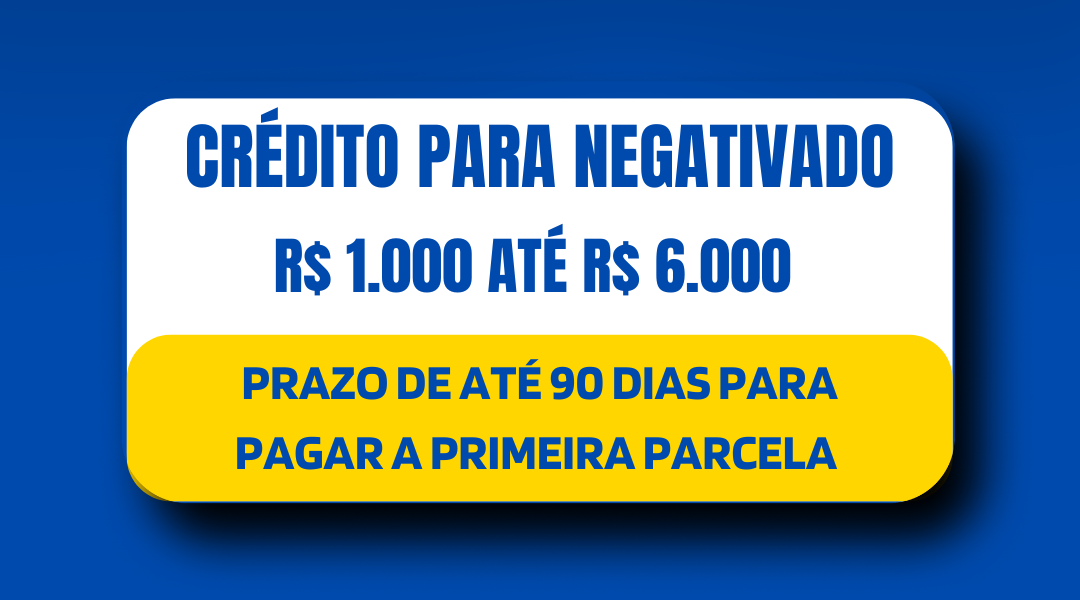 CRÉDITO PARA NEGATIVADO
R$ 1.000 ATÉ R$ 6.000
PRAZO DE ATÉ 90 DIAS PARA
PAGAR A PRIMEIRA PARCELA